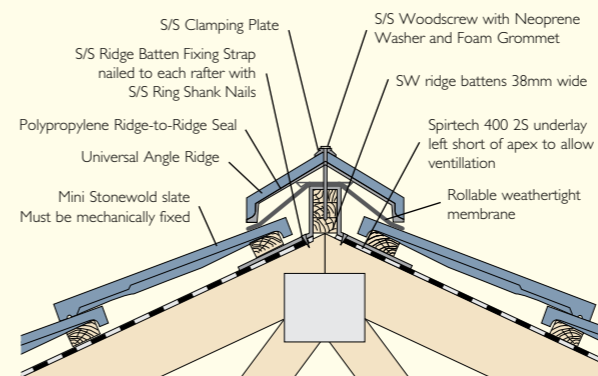 S/S Clamping Plate
S/S Ridge Batten Fixing Strap
nailed to each rafter with
S/S Ring Shank Nails
Polypropylene Ridge-to-Ridge Seal
Universal Angle Ridge
Mini Stonewold slate
Must be mechanically fixed
S/S Woodscrew with Neoprene
Washer and Foam Grommet
SW ridge battens 38mm wide
Spirtech 400 2S underlay
left short of apex to allow
ventillation
Rollable weathertight
membrane